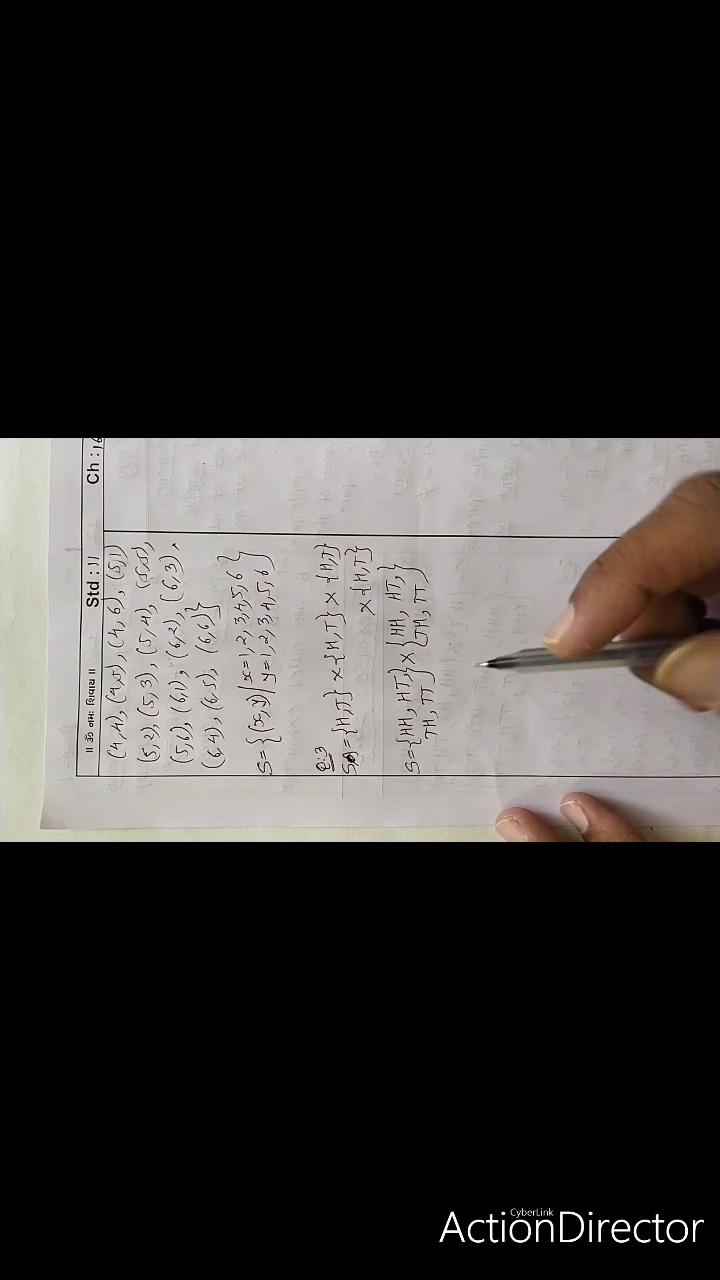 ॥ ॐ नमः शिवाय ॥ Std : 11 Ch : 16
(4,4), (4,5), (4,6), (5,1)
(5,2), (5,3), (5,4), (5,5),
(5,6), (6,1), (6,2), (6,3),
(6,4), (6,5), (6,6)}
S = {(x,y) / x = 1,2,3,4,5,6
y = 1,2,3,4,5,6}
Q:3
S = {H,T} × {H,T} × {H,T}
× {H,T}
S = {HH, HT,} × {HH, HT,}
TH, TT TH, TT
CyberLink
ActionDirector